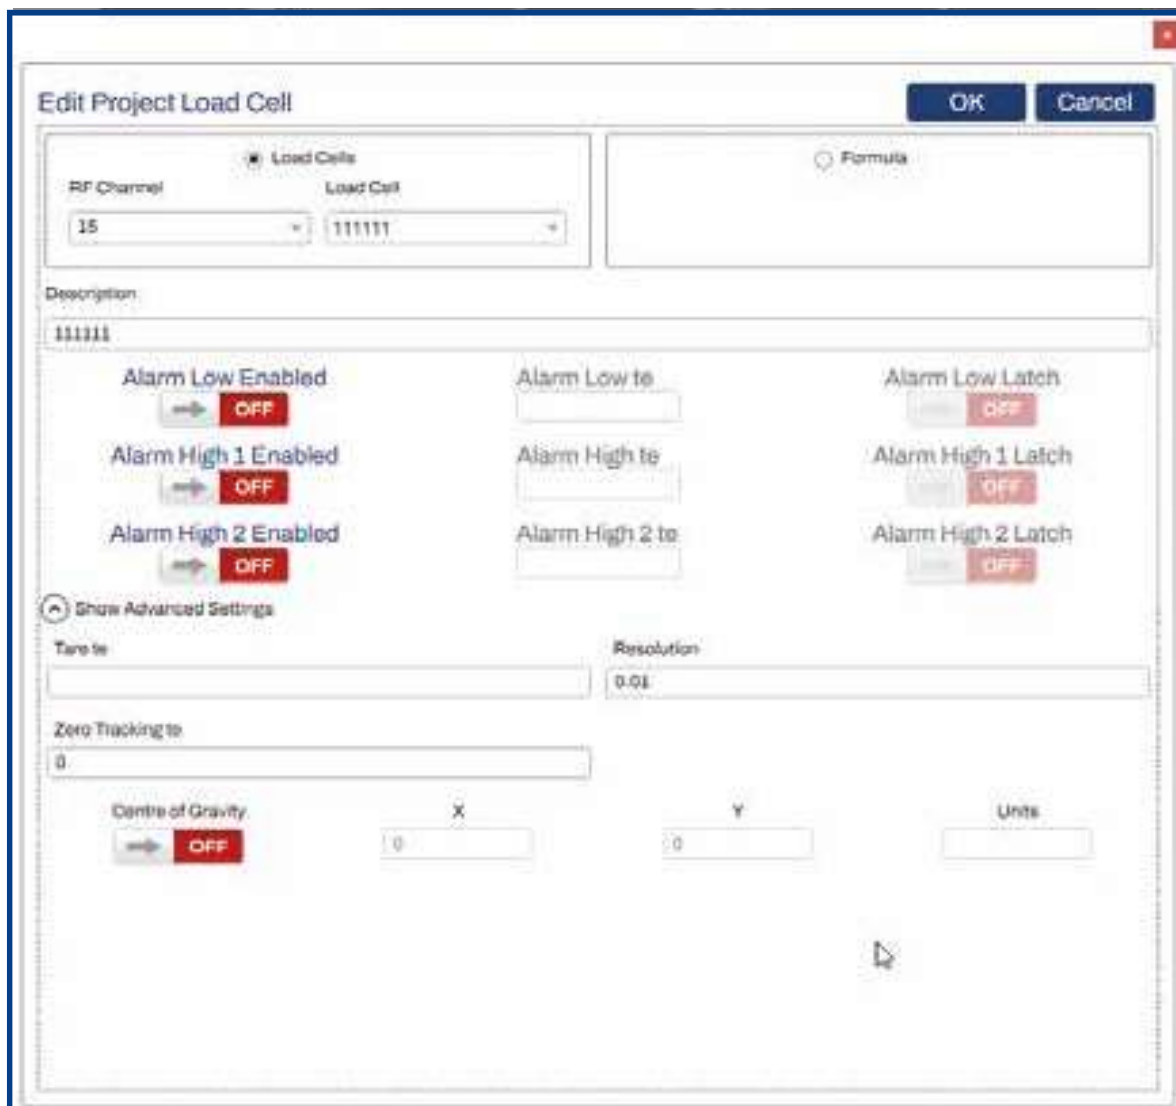 Edit Project Load Cell
OK Cancel
Load Cells
Formula
RF Channel Load Cell
15 111111
Description
111111
Alarm Low Enabled Alarm Low te Alarm Low Latch
OFF OFF
Alarm High 1 Enabled Alarm High te Alarm High 1 Latch
OFF OFF
Alarm High 2 Enabled Alarm High 2 te Alarm High 2 Latch
OFF OFF
Show Advanced Settings
Tare te Resolution
0.01
Zero Tracking te
0
Centre of Gravity X Y Units
OFF 0 0